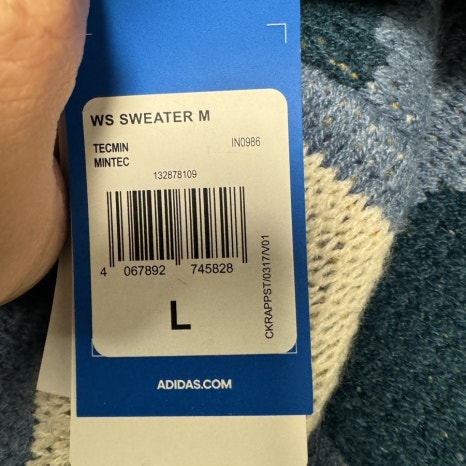 WS SWEATER M
TECMIN
MINTEC
IN0986
132878109
4 067892 745828
CKRAPPST/0317/V01
L
ADIDAS.COM